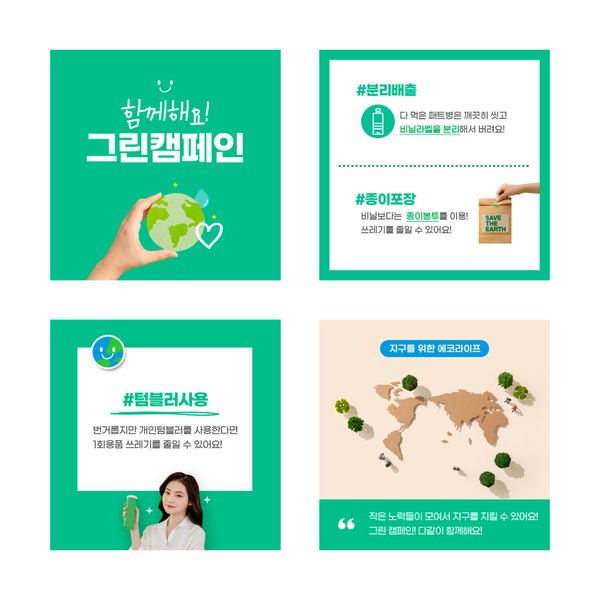 함께해요!
그린캠페인
#분리배출
다 먹은 패트병은 깨끗히 씻고
비닐라벨을 분리해서 버려요!
#종이포장
비닐보다는 종이봉투를 이용!
쓰레기를 줄일 수 있어요!
SAVE
THE
EARTH
#텀블러사용
번거롭지만 개인텀블러를 사용한다면
1회용품 쓰레기를 줄일 수 있어요!
지구를 위한 에코라이프
작은 노력들이 모여서 지구를 지킬 수 있어요!
그린 캠페인! 다같이 함께해요!